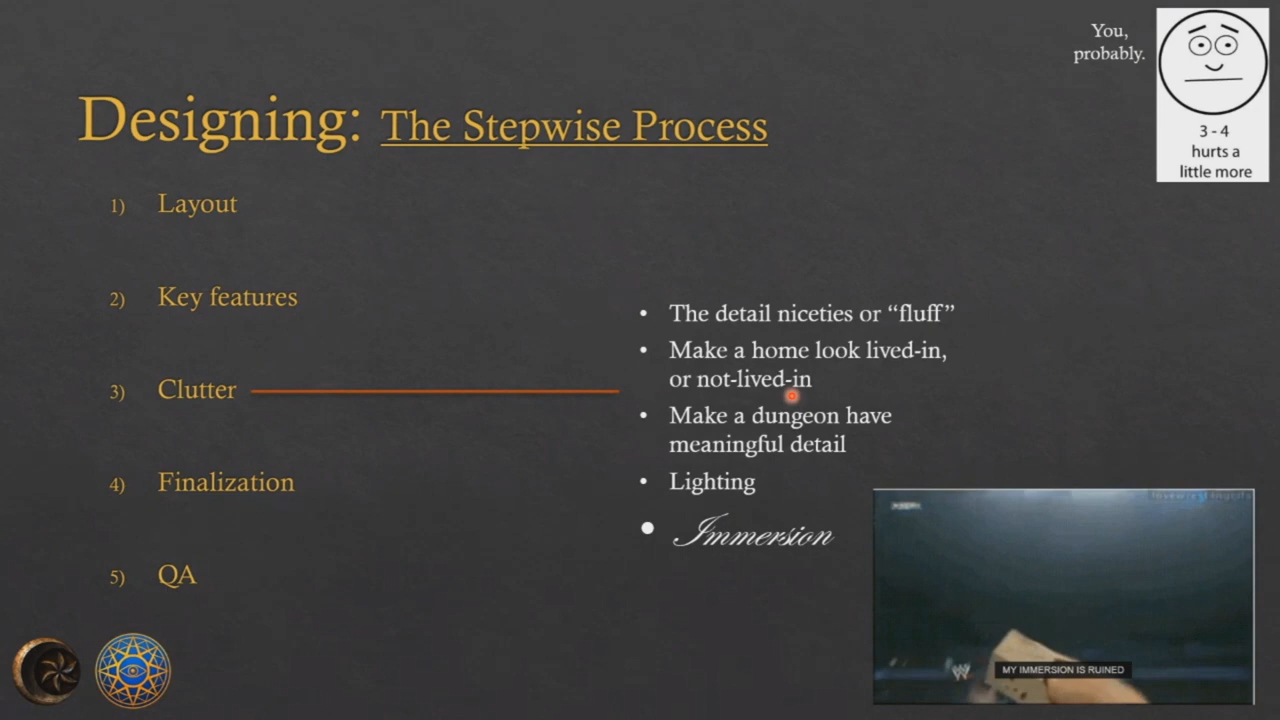 You,
probably.
3 - 4
hurts a
little more
Designing: The Stepwise Process
1) Layout
2) Key features
3) Clutter
4) Finalization
5) QA
• The detail niceties or “fluff”
• Make a home look lived-in,
or not-lived-in
• Make a dungeon have
meaningful detail
• Lighting
• Immersion
MY IMMERSION IS RUINED